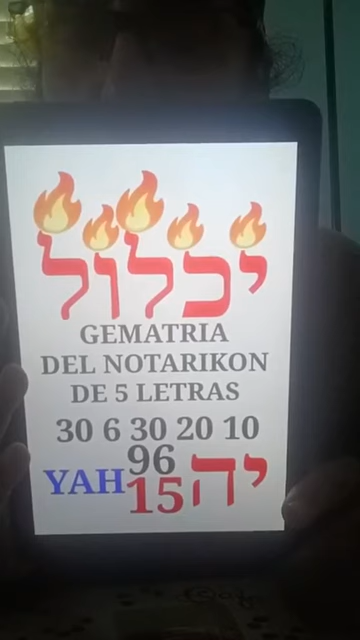 יכלול
GEMATRIA
DEL NOTARIKON
DE 5 LETRAS
30 6 30 20 10
96
YAH 15 יה